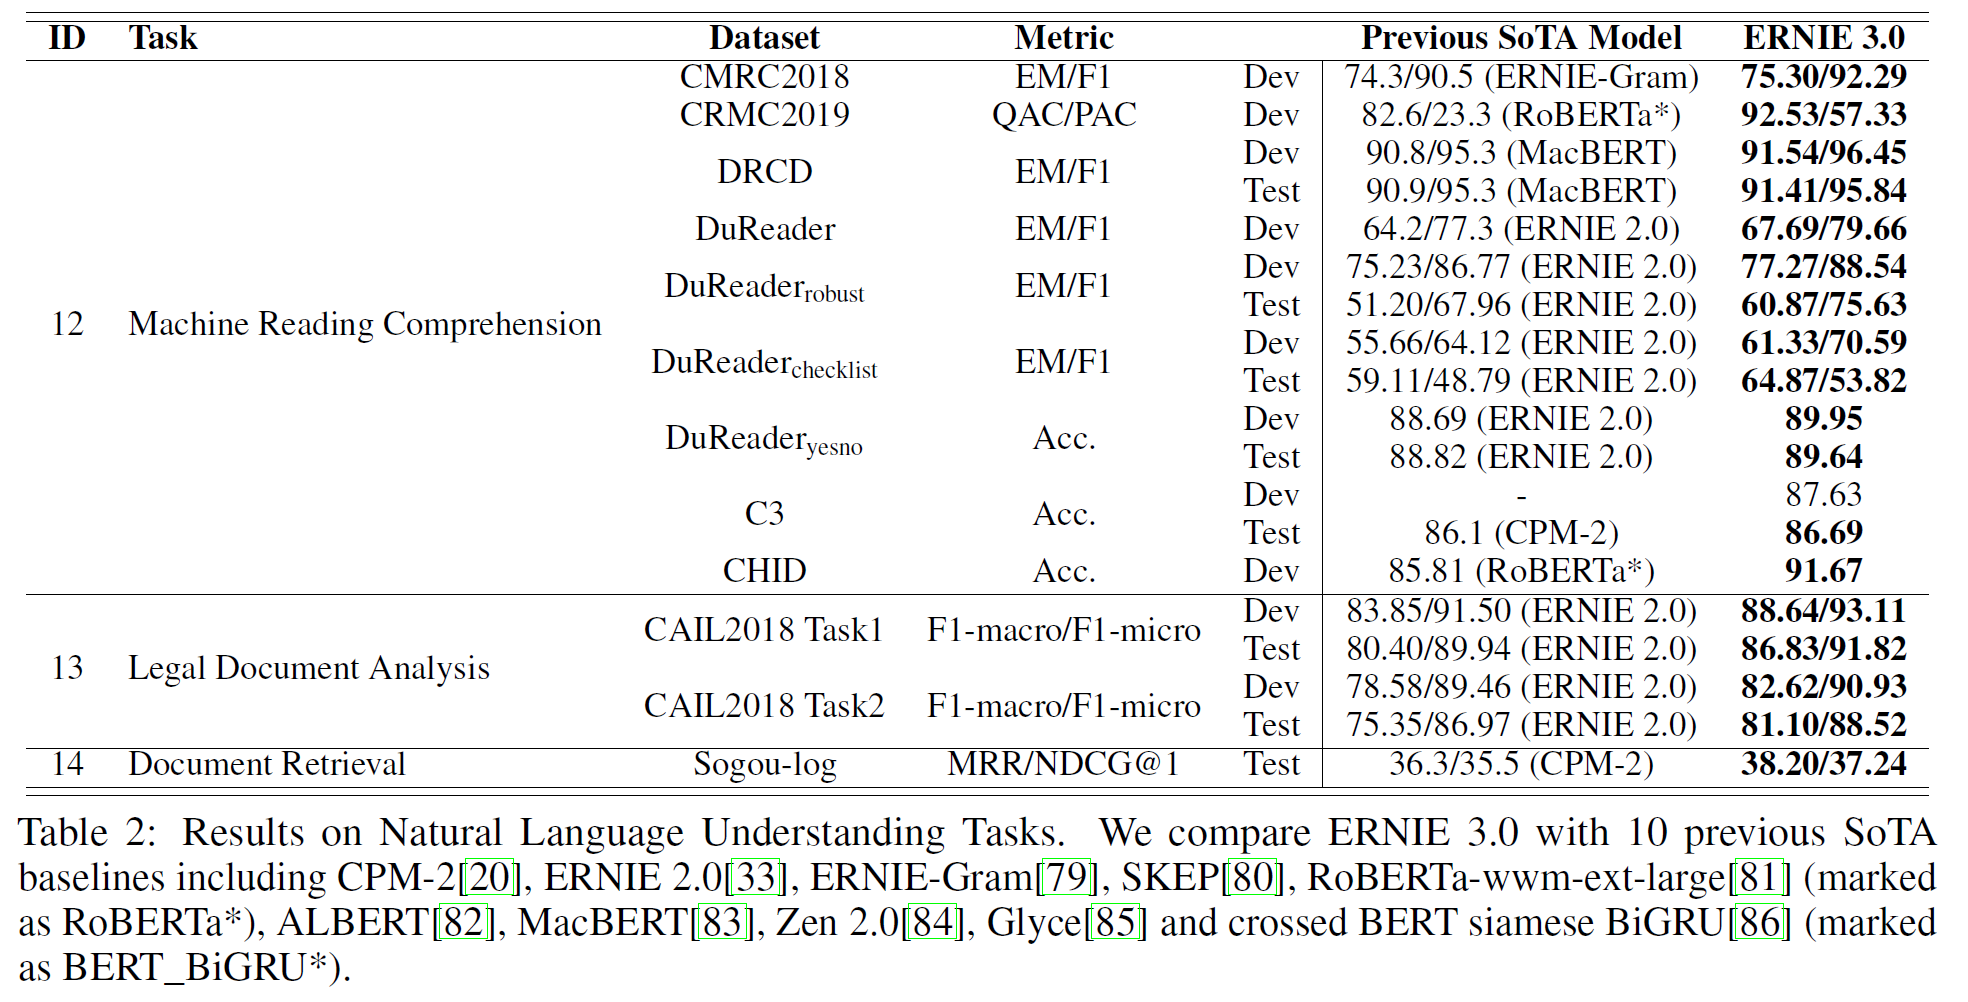 ID Task Dataset Metric Previous SoTA Model ERNIE 3.0
CMRC2018 EM/F1 Dev 74.3/90.5 (ERNIE-Gram) 75.30/92.29
CRMC2019 QAC/PAC Dev 82.6/23.3 (RoBERTa*) 92.53/57.33
DRCD EM/F1 Dev 90.8/95.3 (MacBERT) 91.54/96.45
Test 90.9/95.3 (MacBERT) 91.41/95.84
DuReader EM/F1 Dev 64.2/77.3 (ERNIE 2.0) 67.69/79.66
DuReaderrobust EM/F1 Dev 75.23/86.77 (ERNIE 2.0) 77.27/88.54
Test 51.20/67.96 (ERNIE 2.0) 60.87/75.63
12 Machine Reading Comprehension
DuReaderchecklist EM/F1 Dev 55.66/64.12 (ERNIE 2.0) 61.33/70.59
Test 59.11/48.79 (ERNIE 2.0) 64.87/53.82
DuReaderyesno Acc. Dev 88.69 (ERNIE 2.0) 89.95
Test 88.82 (ERNIE 2.0) 89.64
C3 Acc. Dev - 87.63
Test 86.1 (CPM-2) 86.69
CHID Acc. Dev 85.81 (RoBERTa*) 91.67
CAIL2018 Task1 F1-macro/F1-micro Dev 83.85/91.50 (ERNIE 2.0) 88.64/93.11
Test 80.40/89.94 (ERNIE 2.0) 86.83/91.82
13 Legal Document Analysis
CAIL2018 Task2 F1-macro/F1-micro Dev 78.58/89.46 (ERNIE 2.0) 82.62/90.93
Test 75.35/86.97 (ERNIE 2.0) 81.10/88.52
14 Document Retrieval Sogou-log MRR/NDCG@1 Test 36.3/35.5 (CPM-2) 38.20/37.24
Table 2: Results on Natural Language Understanding Tasks. We compare ERNIE 3.0 with 10 previous SoTA
baselines including CPM-2[20], ERNIE 2.0[33], ERNIE-Gram[79], SKEP[80], RoBERTa-wwm-ext-large[81] (marked
as RoBERTa*), ALBERT[82], MacBERT[83], Zen 2.0[84], Glyce[85] and crossed BERT siamese BiGRU[86] (marked
as BERT_BiGRU*).